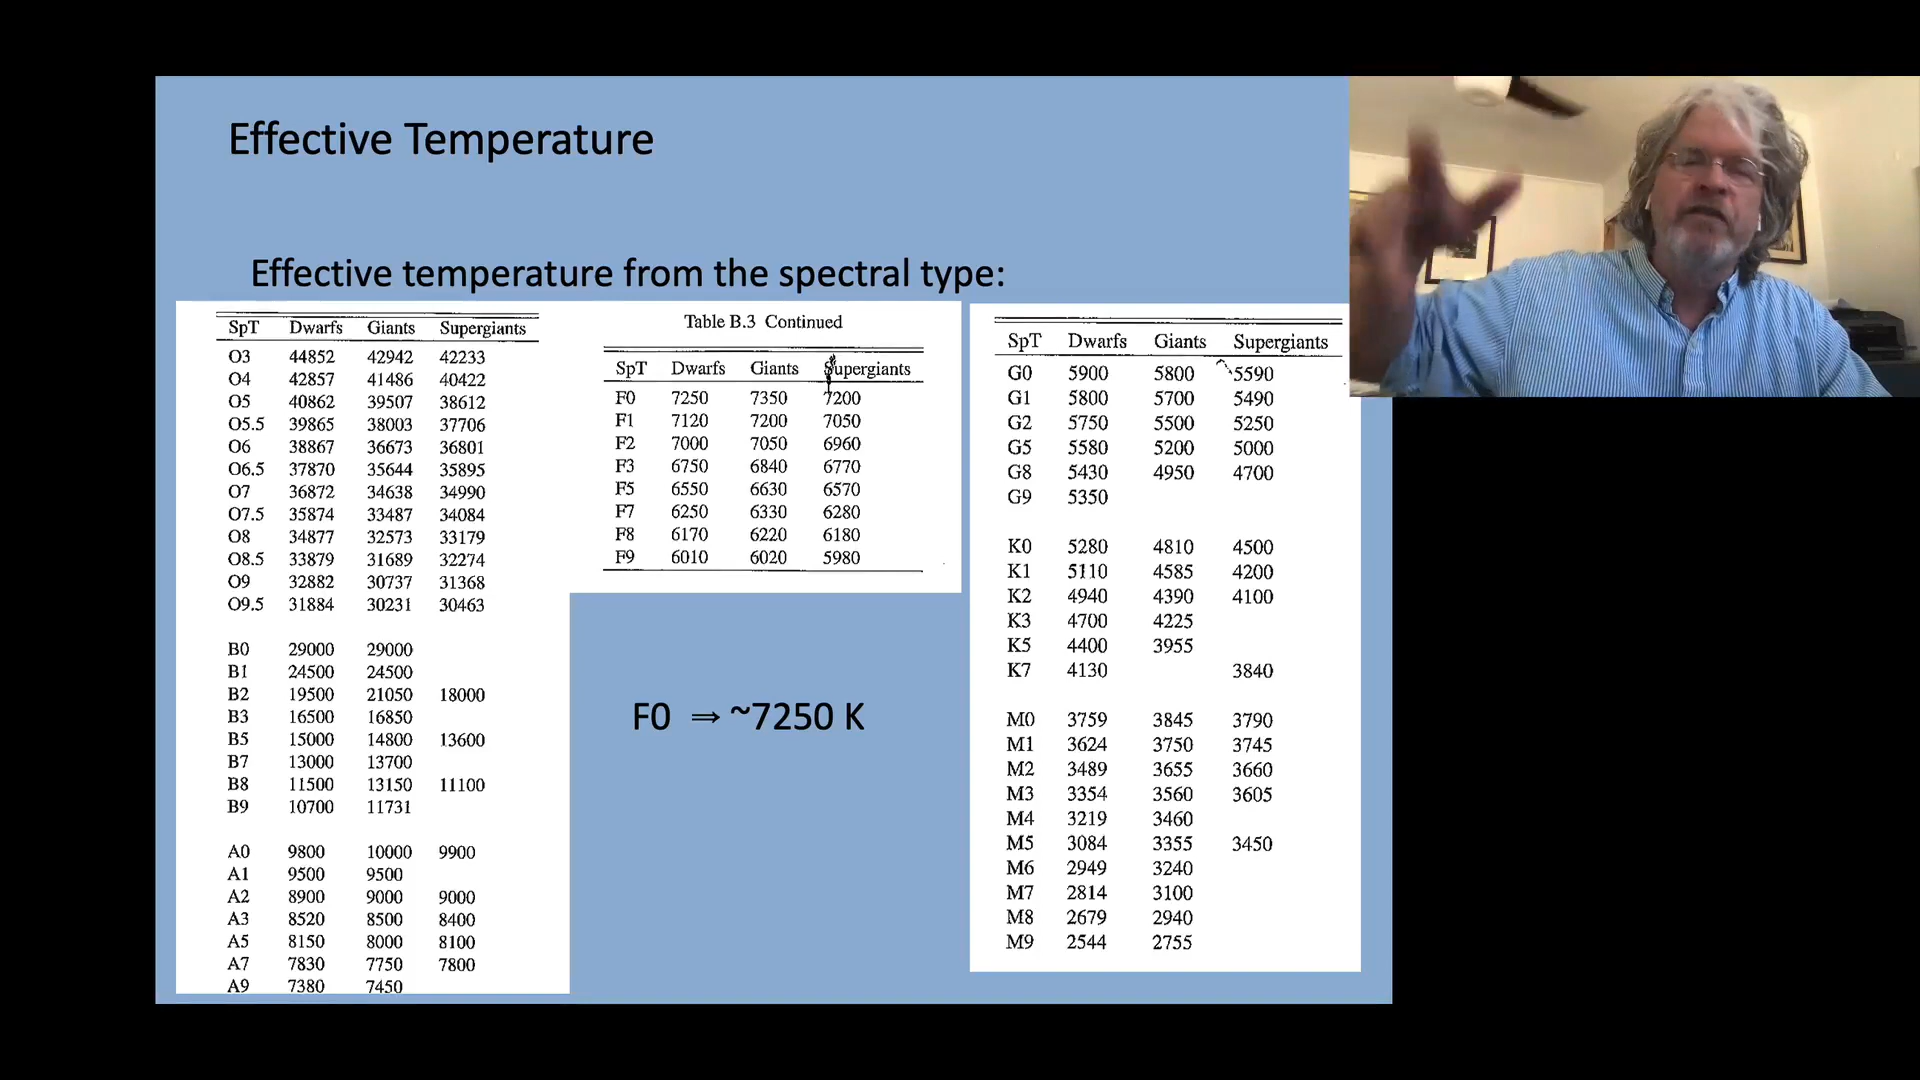 Effective Temperature
Effective temperature from the spectral type:
SpT Dwarfs Giants Supergiants
O3 44852 42942 42233
O4 42857 41486 40422
O5 40862 39507 38612
O5.5 39865 38003 37706
O6 38867 36673 36801
O6.5 37870 35644 35895
O7 36872 34638 34990
O7.5 35874 33487 34084
O8 34877 32573 33179
O8.5 33879 31689 32274
O9 32882 30737 31368
O9.5 31884 30231 30463
B0 29000 29000
B1 24500 24500
B2 19500 21050 18000
B3 16500 16850
B5 15000 14800 13600
B7 13000 13700
B8 11500 13150 11100
B9 10700 11731
A0 9800 10000 9900
A1 9500 9500
A2 8900 9000 9000
A3 8520 8500 8400
A5 8150 8000 8100
A7 7830 7750 7800
A9 7380 7450
Table B.3 Continued
SpT Dwarfs Giants Supergiants
F0 7250 7350 7200
F1 7120 7200 7050
F2 7000 7050 6960
F3 6750 6840 6770
F5 6550 6630 6570
F7 6250 6330 6280
F8 6170 6220 6180
F9 6010 6020 5980
F0 ⇒ ~7250 K
SpT Dwarfs Giants Supergiants
G0 5900 5800 5590
G1 5800 5700 5490
G2 5750 5500 5250
G5 5580 5200 5000
G8 5430 4950 4700
G9 5350
K0 5280 4810 4500
K1 5110 4585 4200
K2 4940 4390 4100
K3 4700 4225
K5 4400 3955
K7 4130 3840
M0 3759 3845 3790
M1 3624 3750 3745
M2 3489 3655 3660
M3 3354 3560 3605
M4 3219 3460
M5 3084 3355 3450
M6 2949 3240
M7 2814 3100
M8 2679 2940
M9 2544 2755